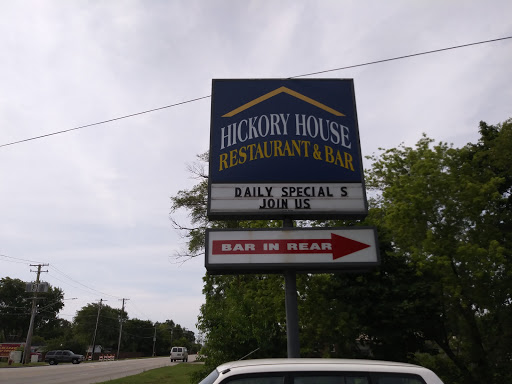 HICKORY HOUSE
RESTAURANT & BAR
DAILY SPECIAL S
JOIN US
BAR IN REAR